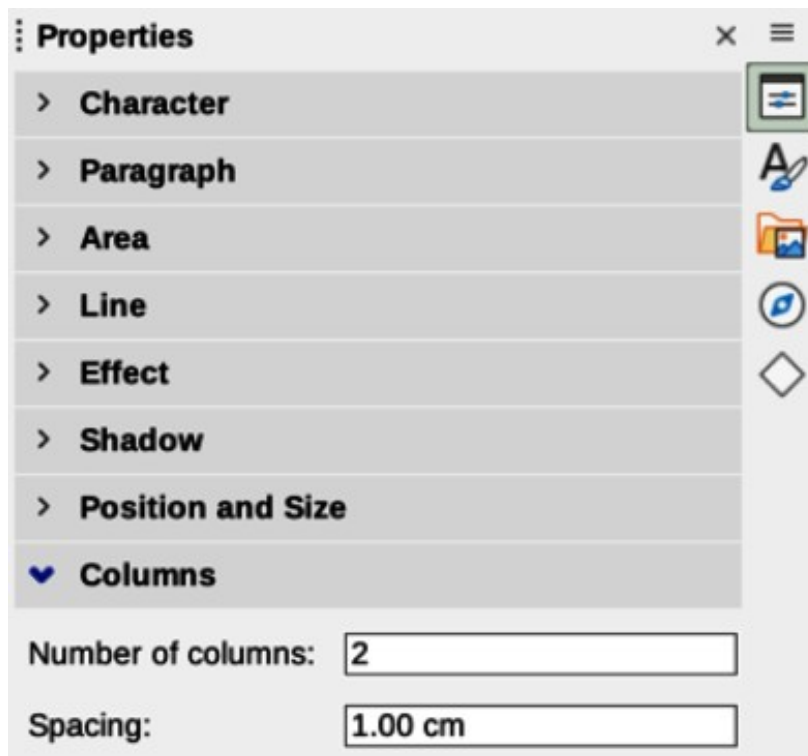 Properties
Character
Paragraph
Area
Line
Effect
Shadow
Position and Size
Columns
Number of columns: 2
Spacing: 1.00 cm